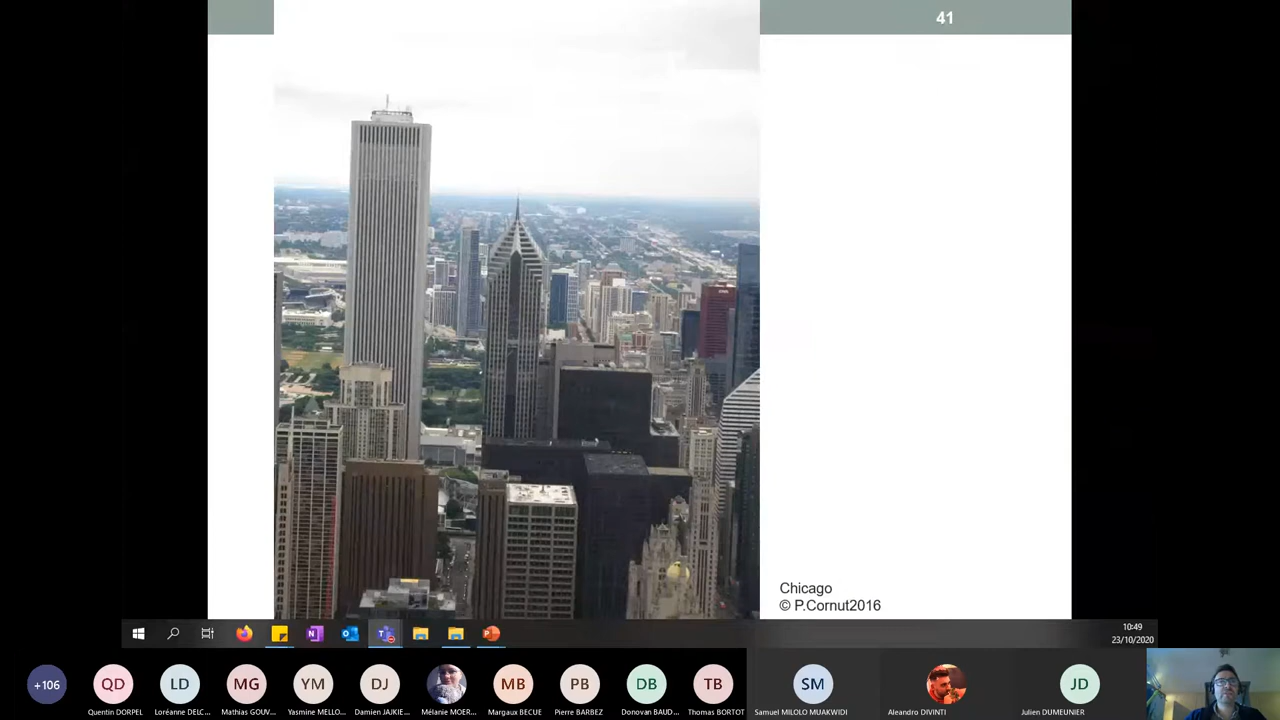 41
Chicago
© P.Cornut2016
10:49
23/10/2020
+106
QD
LD
MG
YM
DJ
MB
PB
DB
TB
SM
JD
Quentin DORPEL
Loréanne DELC...
Mathias GOUV...
Yasmine MELLO...
Damien JAJKIE...
Mélanie MOER...
Margaux BECUE
Pierre BARBEZ
Donovan BAUD...
Thomas BORTOT
Samuel MILOLO MUAKWIDI
Aleandro DIVINTI
Julien DUMEUNIER